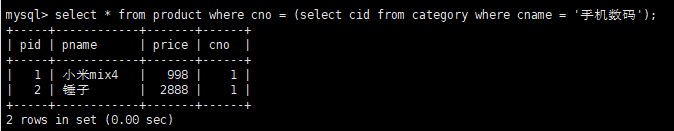 mysql> select * from product where cno = (select cid from category where cname = '手机数码');
+-----+------------+-------+------+
| pid | pname      | price | cno  |
+-----+------------+-------+------+
|   1 | 小米mix4   |   998 |    1 |
|   2 | 锤子       |  2888 |    1 |
+-----+------------+-------+------+
2 rows in set (0.00 sec)